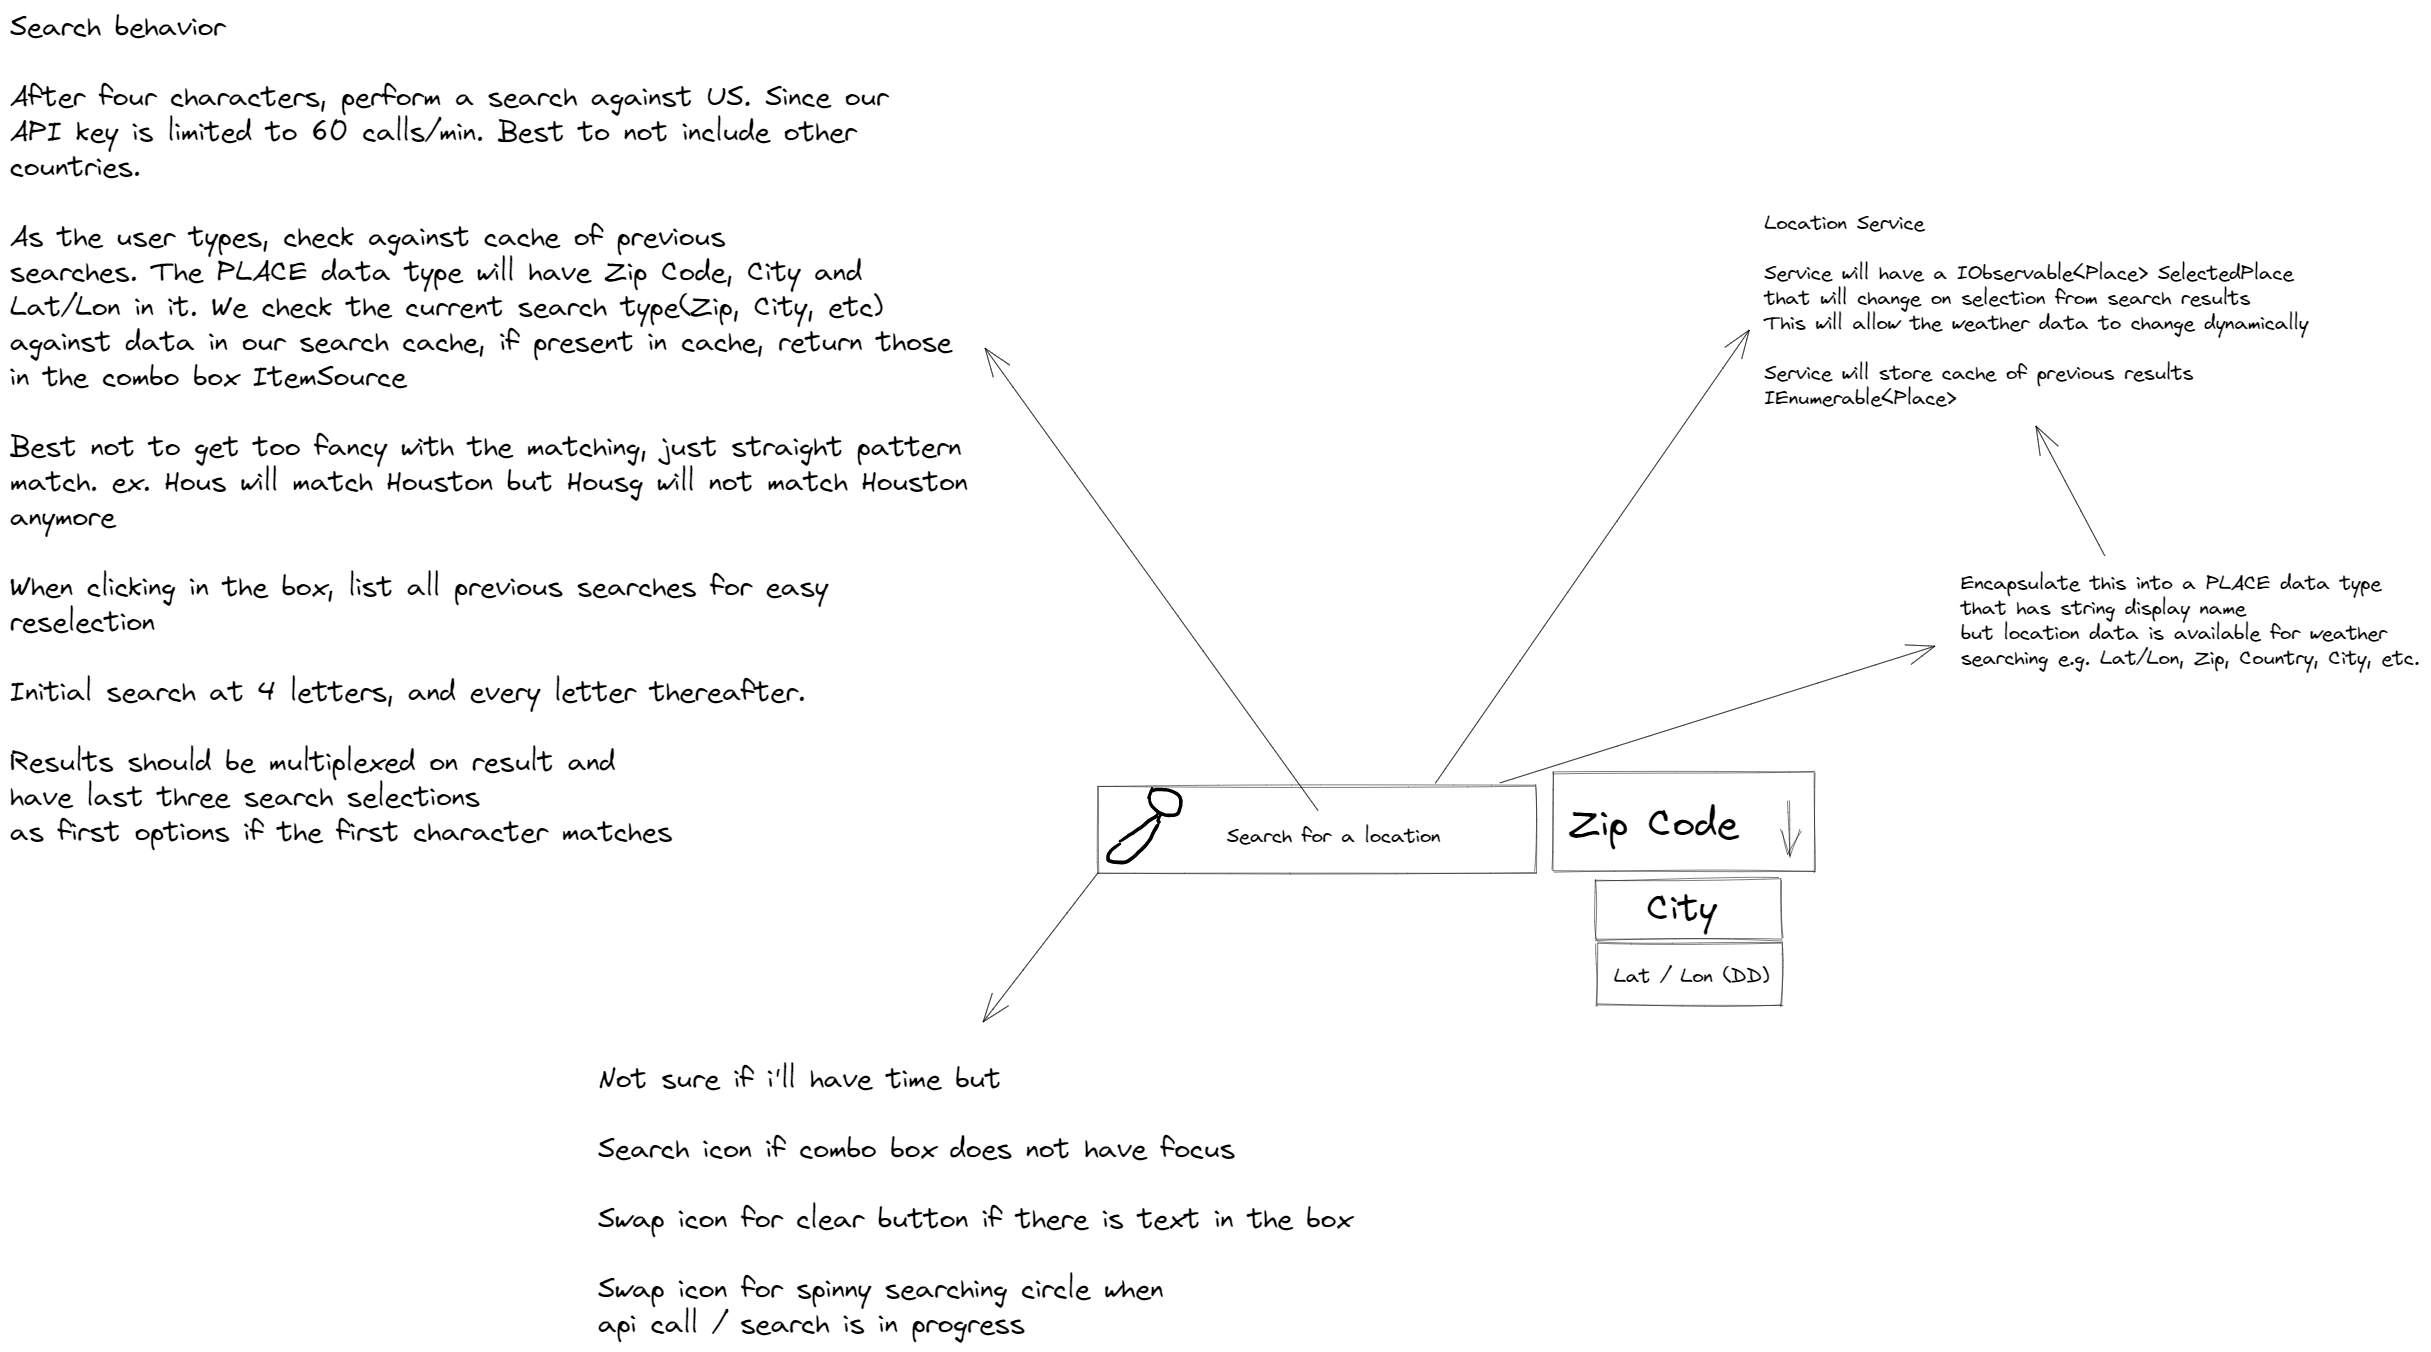 Search behavior
After four characters, perform a search against US. Since our
API key is limited to 60 calls/min. Best to not include other
countries.
As the user types, check against cache of previous
searches. The PLACE data type will have Zip Code, City and
Lat/Lon in it. We check the current search type(Zip, City, etc)
against data in our search cache, if present in cache, return those
in the combo box ItemSource
Best not to get too fancy with the matching, just straight pattern
match. ex. Hous will match Houston but Housg will not match Houston
anymore
When clicking in the box, list all previous searches for easy
reselection
Initial search at 4 letters, and every letter thereafter.
Results should be multiplexed on result and
have last three search selections
as first options if the first character matches
Location Service
Service will have a IObservable<Place> SelectedPlace
that will change on selection from search results
This will allow the weather data to change dynamically
Service will store cache of previous results
IEnumerable<Place>
Encapsulate this into a PLACE data type
that has string display name
but location data is available for weather
searching e.g. Lat/Lon, Zip, Country, City, etc.
Search for a location
Zip Code
City
Lat / Lon (DD)
Not sure if i'll have time but
Search icon if combo box does not have focus
Swap icon for clear button if there is text in the box
Swap icon for spinny searching circle when
api call / search is in progress